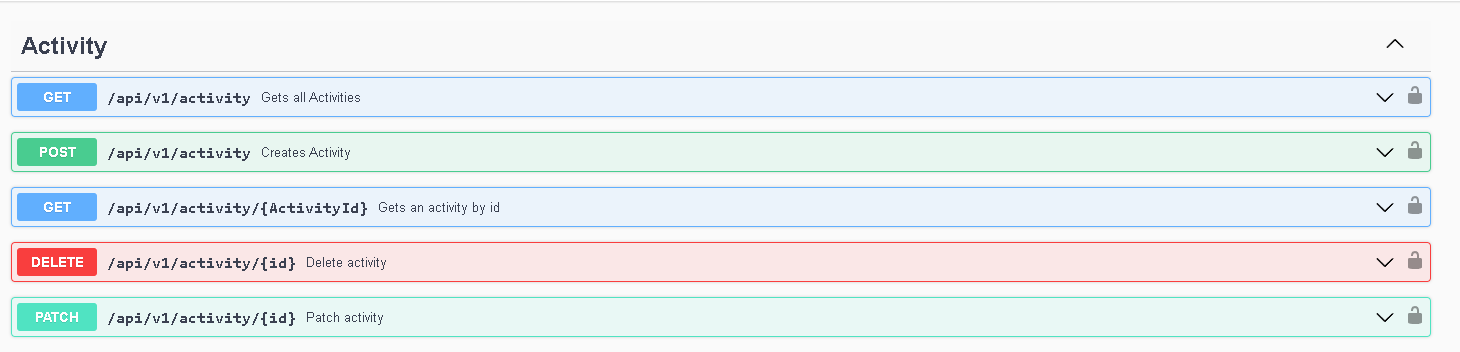 Activity
GET /api/v1/activity Gets all Activities
POST /api/v1/activity Creates Activity
GET /api/v1/activity/{ActivityId} Gets an activity by id
DELETE /api/v1/activity/{id} Delete activity
PATCH /api/v1/activity/{id} Patch activity